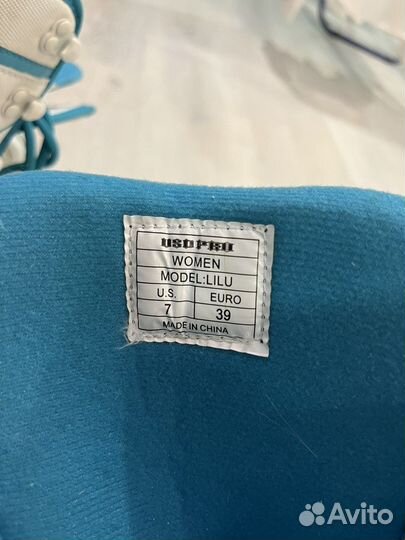 USD PRO
WOMEN
MODEL:LILU
U.S. EURO
7 39
MADE IN CHINA
Avito